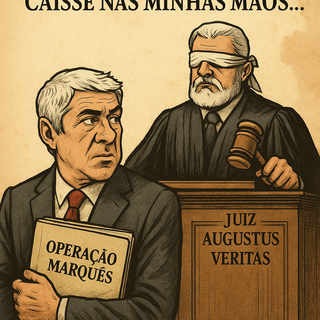 CAÍSSE NAS MINHAS MÃOS...
OPERAÇÃO
MARQUÊS
JUIZ
AUGUSTUS
VERITAS